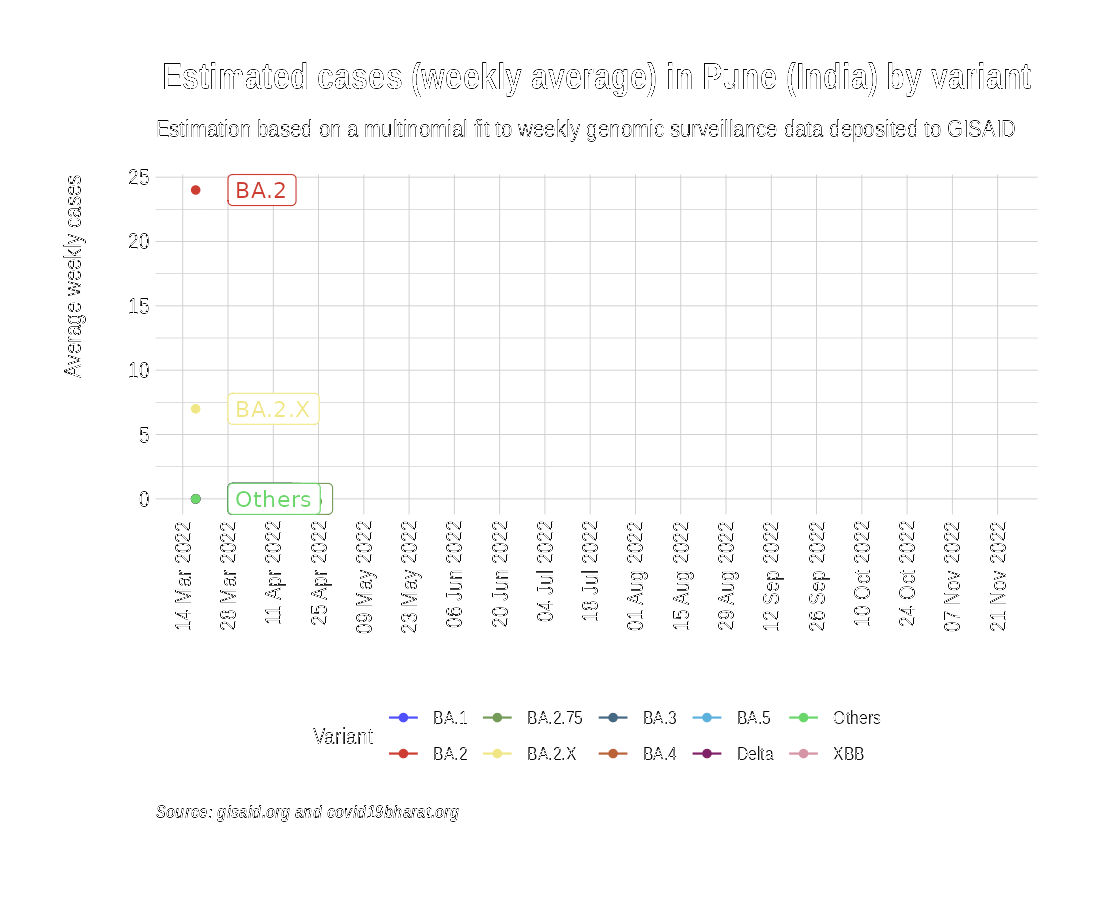 Estimated cases (weekly average) in Pune (India) by variant
Estimation based on a multinomial fit to weekly genomic surveillance data deposited to GISAID
Average weekly cases
25
20
15
10
5
0
BA.2
BA.2.X
Others
14 Mar 2022
28 Mar 2022
11 Apr 2022
25 Apr 2022
09 May 2022
23 May 2022
06 Jun 2022
20 Jun 2022
04 Jul 2022
18 Jul 2022
01 Aug 2022
15 Aug 2022
29 Aug 2022
12 Sep 2022
26 Sep 2022
10 Oct 2022
24 Oct 2022
07 Nov 2022
21 Nov 2022
Variant
BA.1 BA.2.75 BA.3 BA.5 Others
BA.2 BA.2.X BA.4 Delta XBB
Source: gisaid.org and covid19bharat.org